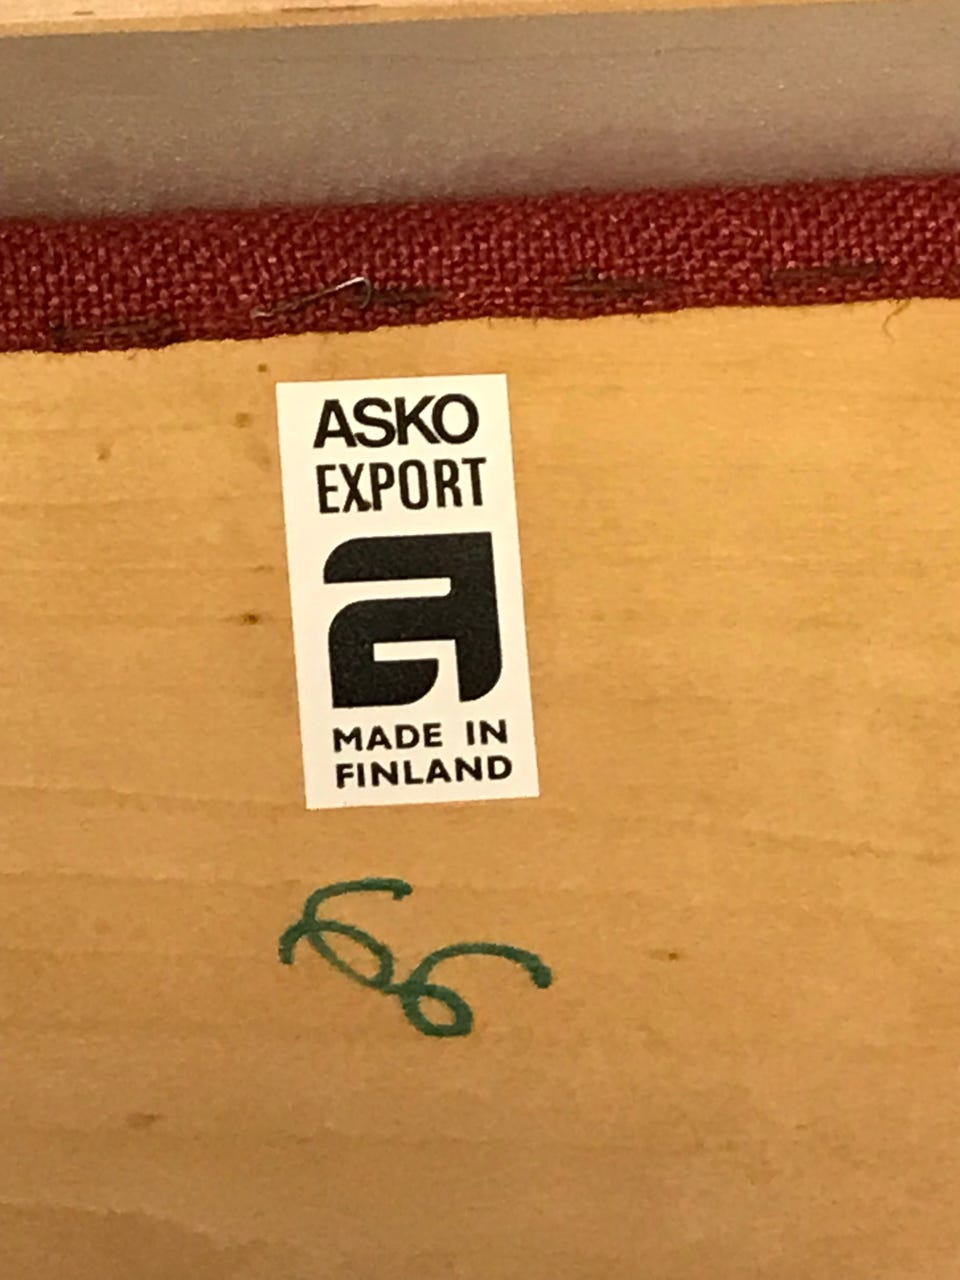 ASKO
EXPORT
a
MADE IN
FINLAND